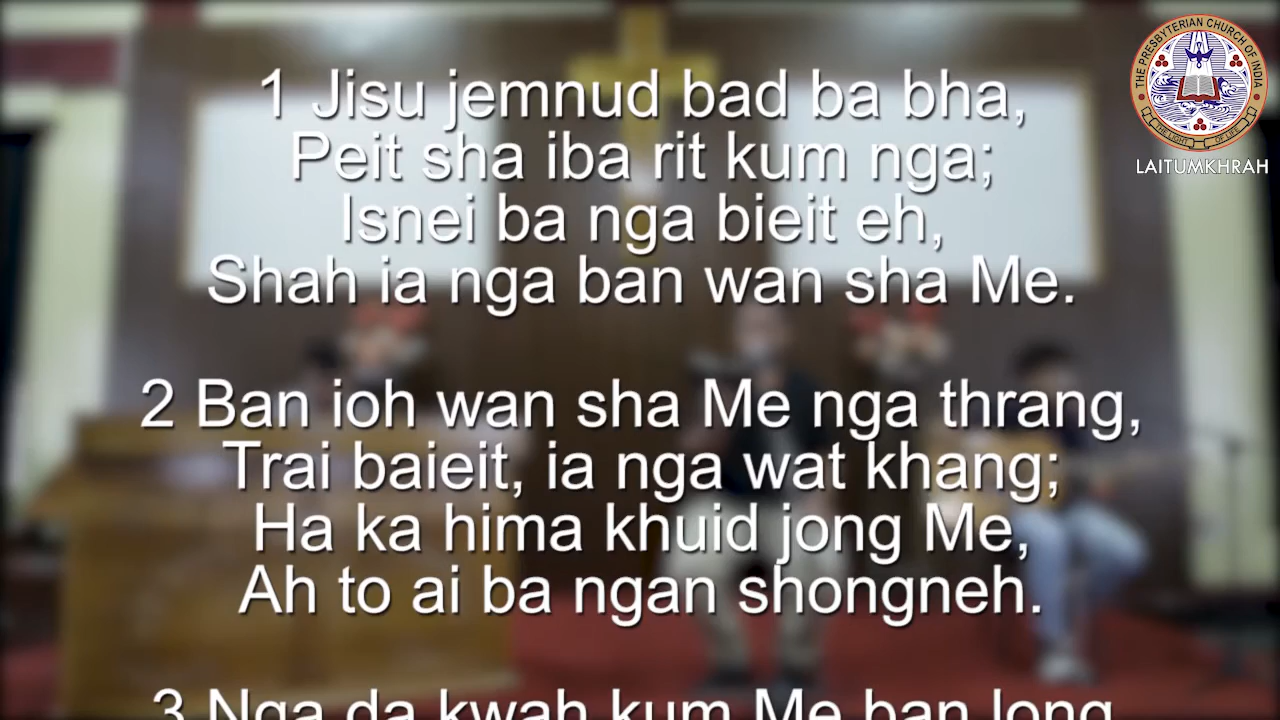 1 Jisu jemnud bad ba bha,
Peit sha iba rit kum nga;
Isnei ba nga bieit eh,
Shah ia nga ban wan sha Me.
2 Ban ioh wan sha Me nga thrang,
Trai baieit, ia nga wat khang;
Ha ka hima khuid jong Me,
Ah to ai ba ngan shongneh.
3 Nga da kwah kum Me ban long
THE PRESBYTERIAN CHURCH OF INDIA
LAITUMKHRAH